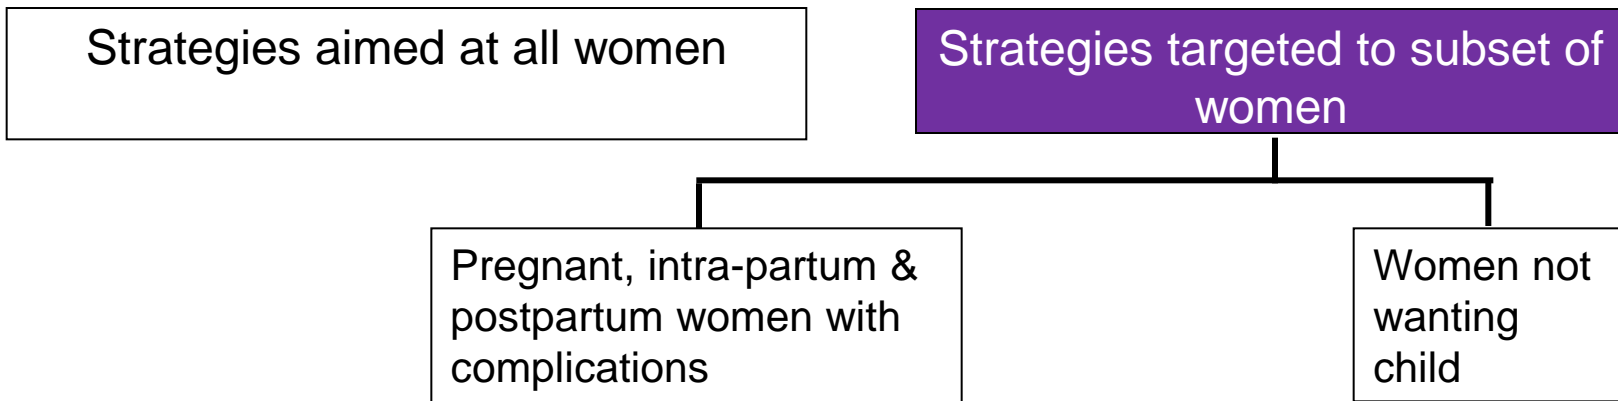 Strategies aimed at all women
Strategies targeted to subset of
women
Pregnant, intra-partum &
postpartum women with
complications
Women not
wanting
child